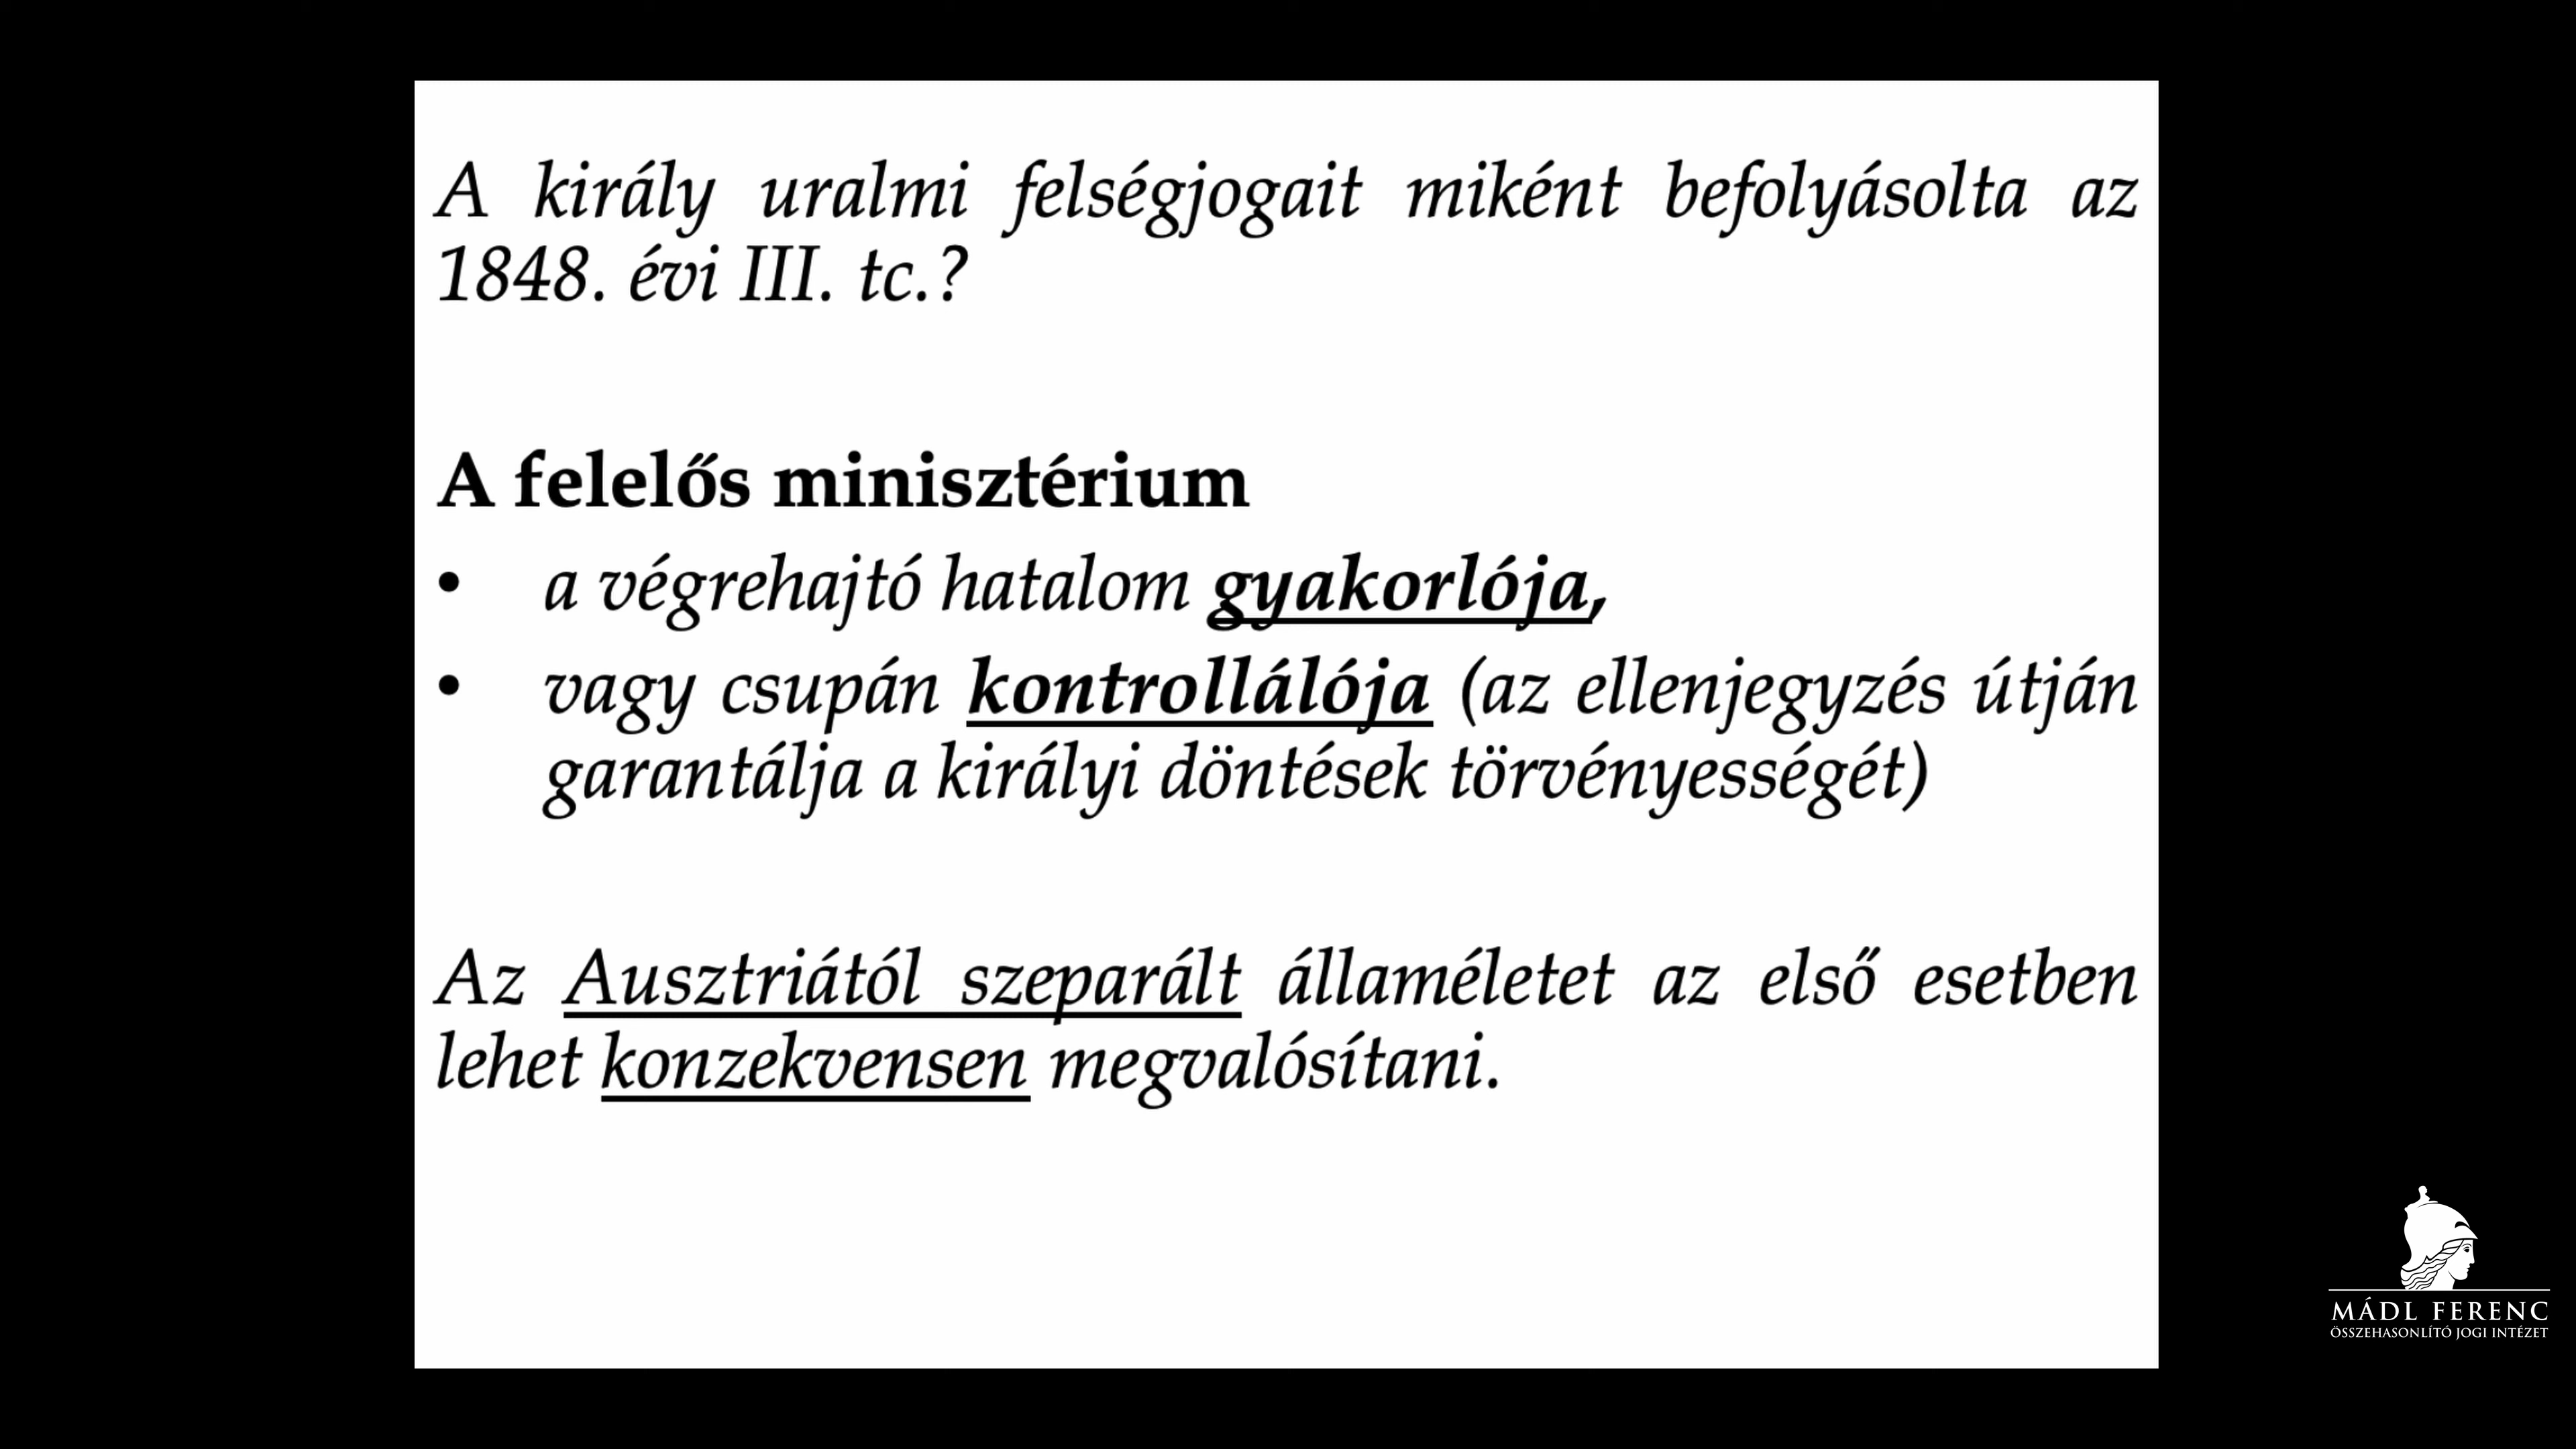 A király uralmi felségjogait miként befolyásolta az
1848. évi III. tc.?
A felelős minisztérium
• a végrehajtó hatalom gyakorlója,
• vagy csupán kontrollálója (az ellenjegyzés útján
garantálja a királyi döntések törvényességét)
Az Ausztriától szeparált államéletet az első esetben
lehet konzekvensen megvalósítani.
MÁDL FERENC
ÖSSZEHASONLÍTÓ JOGI INTÉZET